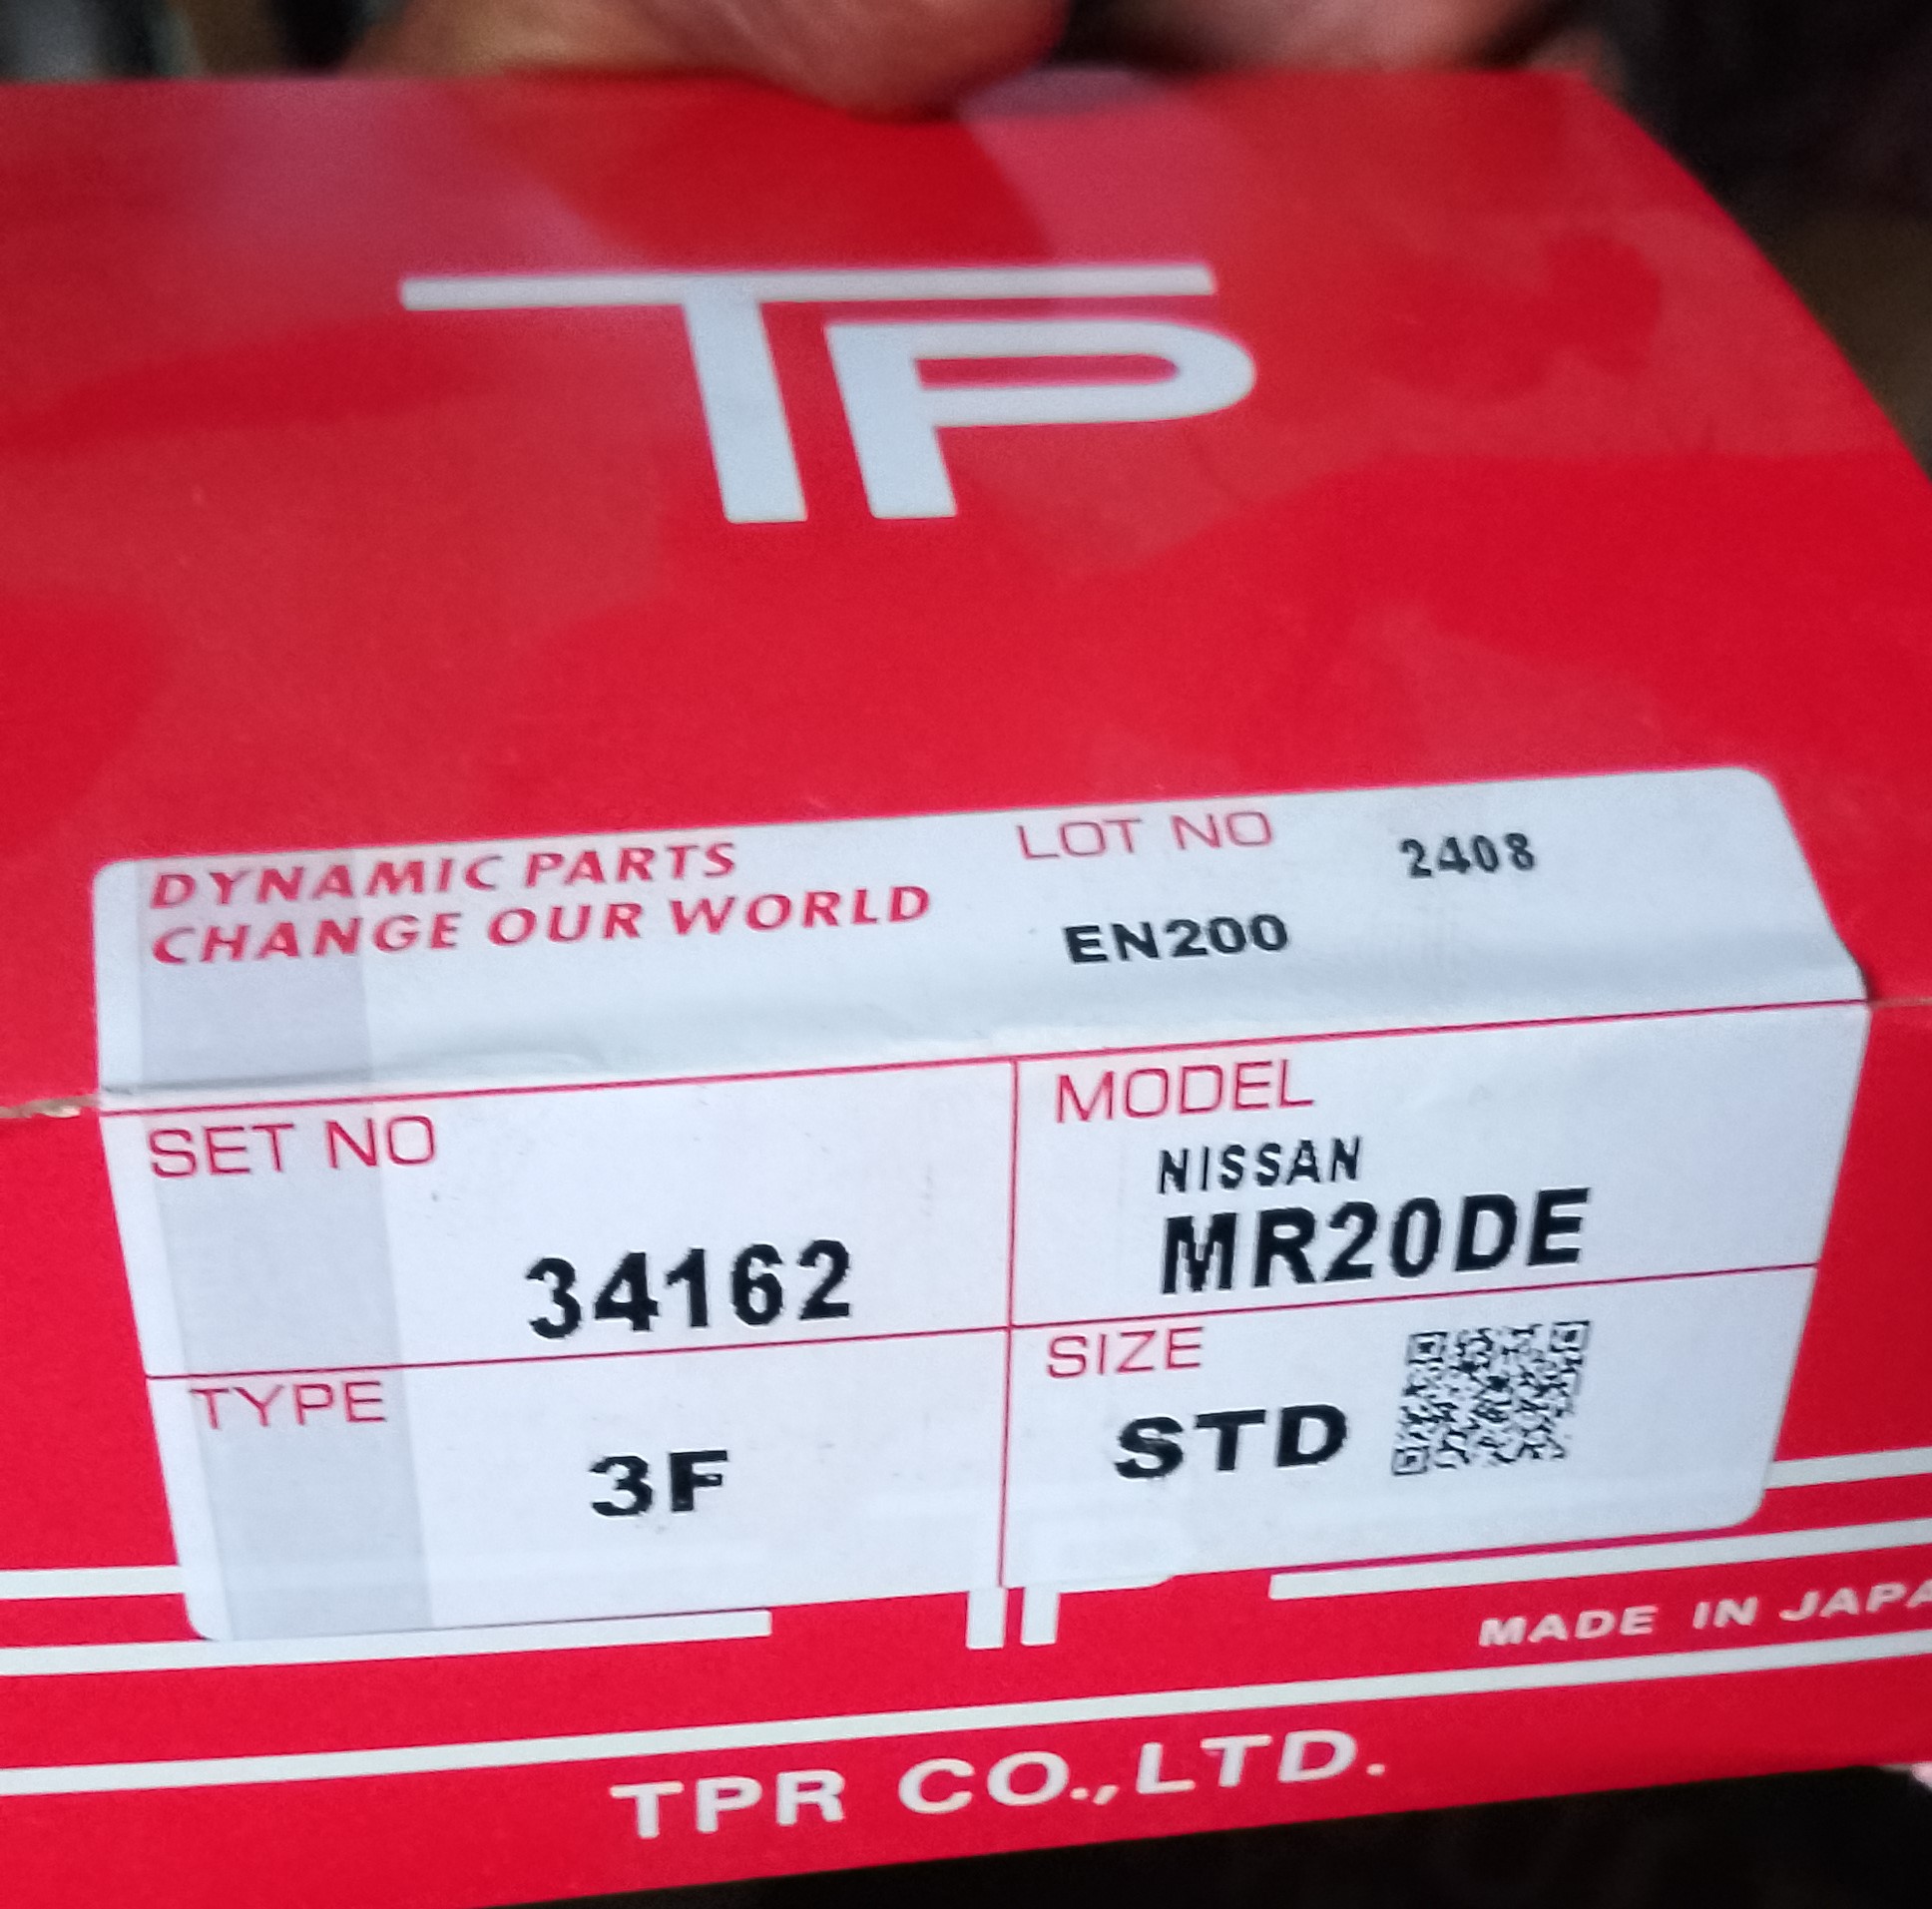 TP
DYNAMIC PARTS
CHANGE OUR WORLD
LOT NO 2408
EN200
SET NO
34162
MODEL
NISSAN
MR20DE
TYPE
3F
SIZE
STD
MADE IN JAPA
TPR CO.,LTD.